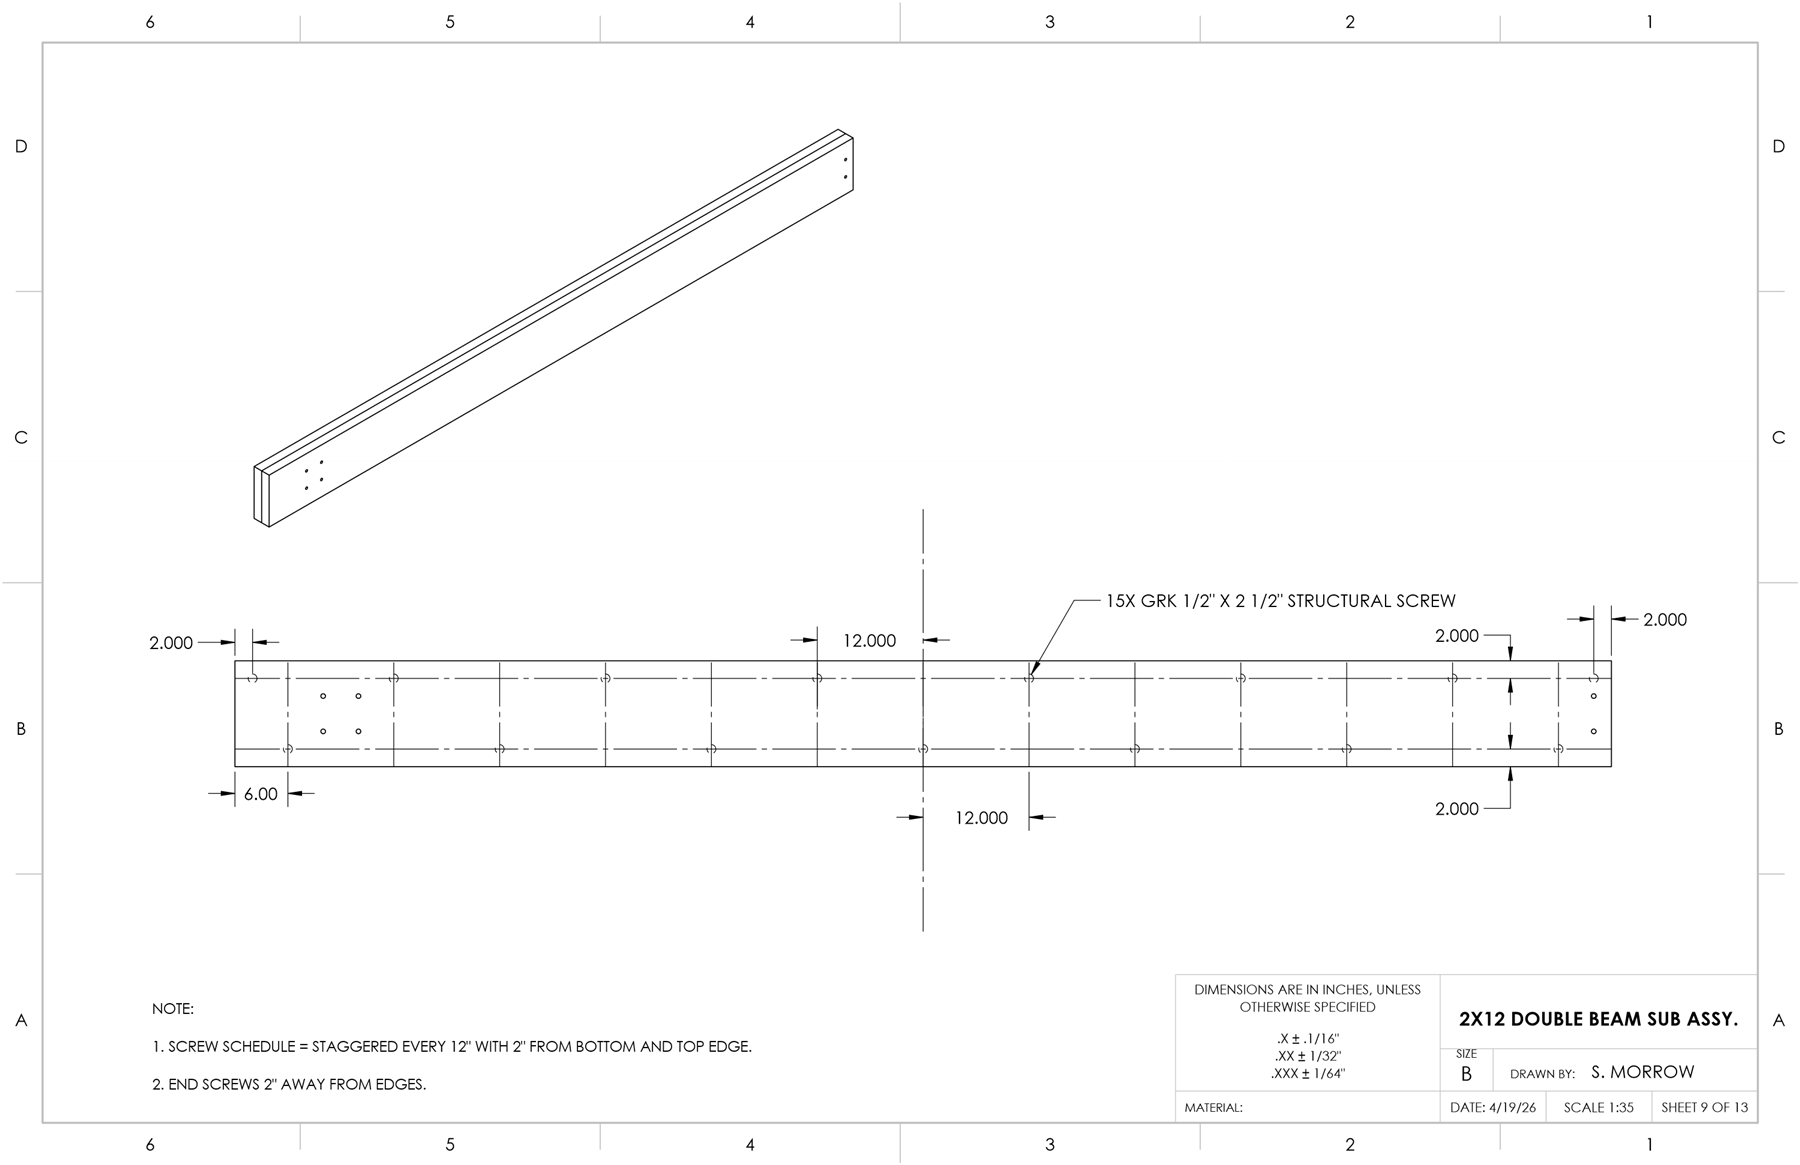 6 5 4 3 2 1
D D
C C
B B
A A
15X GRK 1/2" X 2 1/2" STRUCTURAL SCREW
2.000
12.000
2.000
2.000
6.00
12.000
2.000
NOTE:
1. SCREW SCHEDULE = STAGGERED EVERY 12" WITH 2" FROM BOTTOM AND TOP EDGE.
2. END SCREWS 2" AWAY FROM EDGES.
DIMENSIONS ARE IN INCHES, UNLESS
OTHERWISE SPECIFIED
.X ± .1/16"
.XX ± 1/32"
.XXX ± 1/64"
MATERIAL:
2X12 DOUBLE BEAM SUB ASSY.
SIZE
B
DRAWN BY: S. MORROW
DATE: 4/19/26 SCALE 1:35 SHEET 9 OF 13
6 5 4 3 2 1